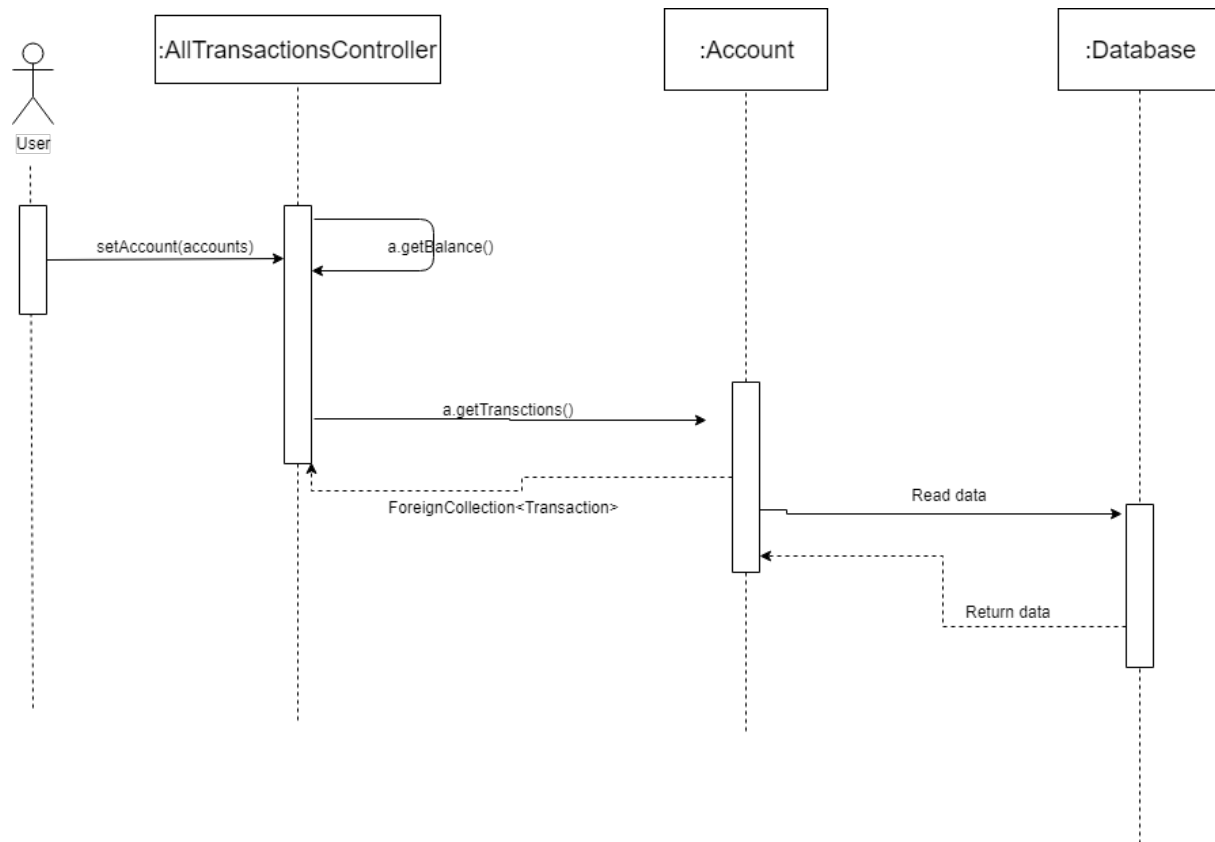 :AllTransactionsController
:Account
:Database
User
setAccount(accounts)
a.getBalance()
a.getTransctions()
ForeignCollection<Transaction>
Read data
Return data